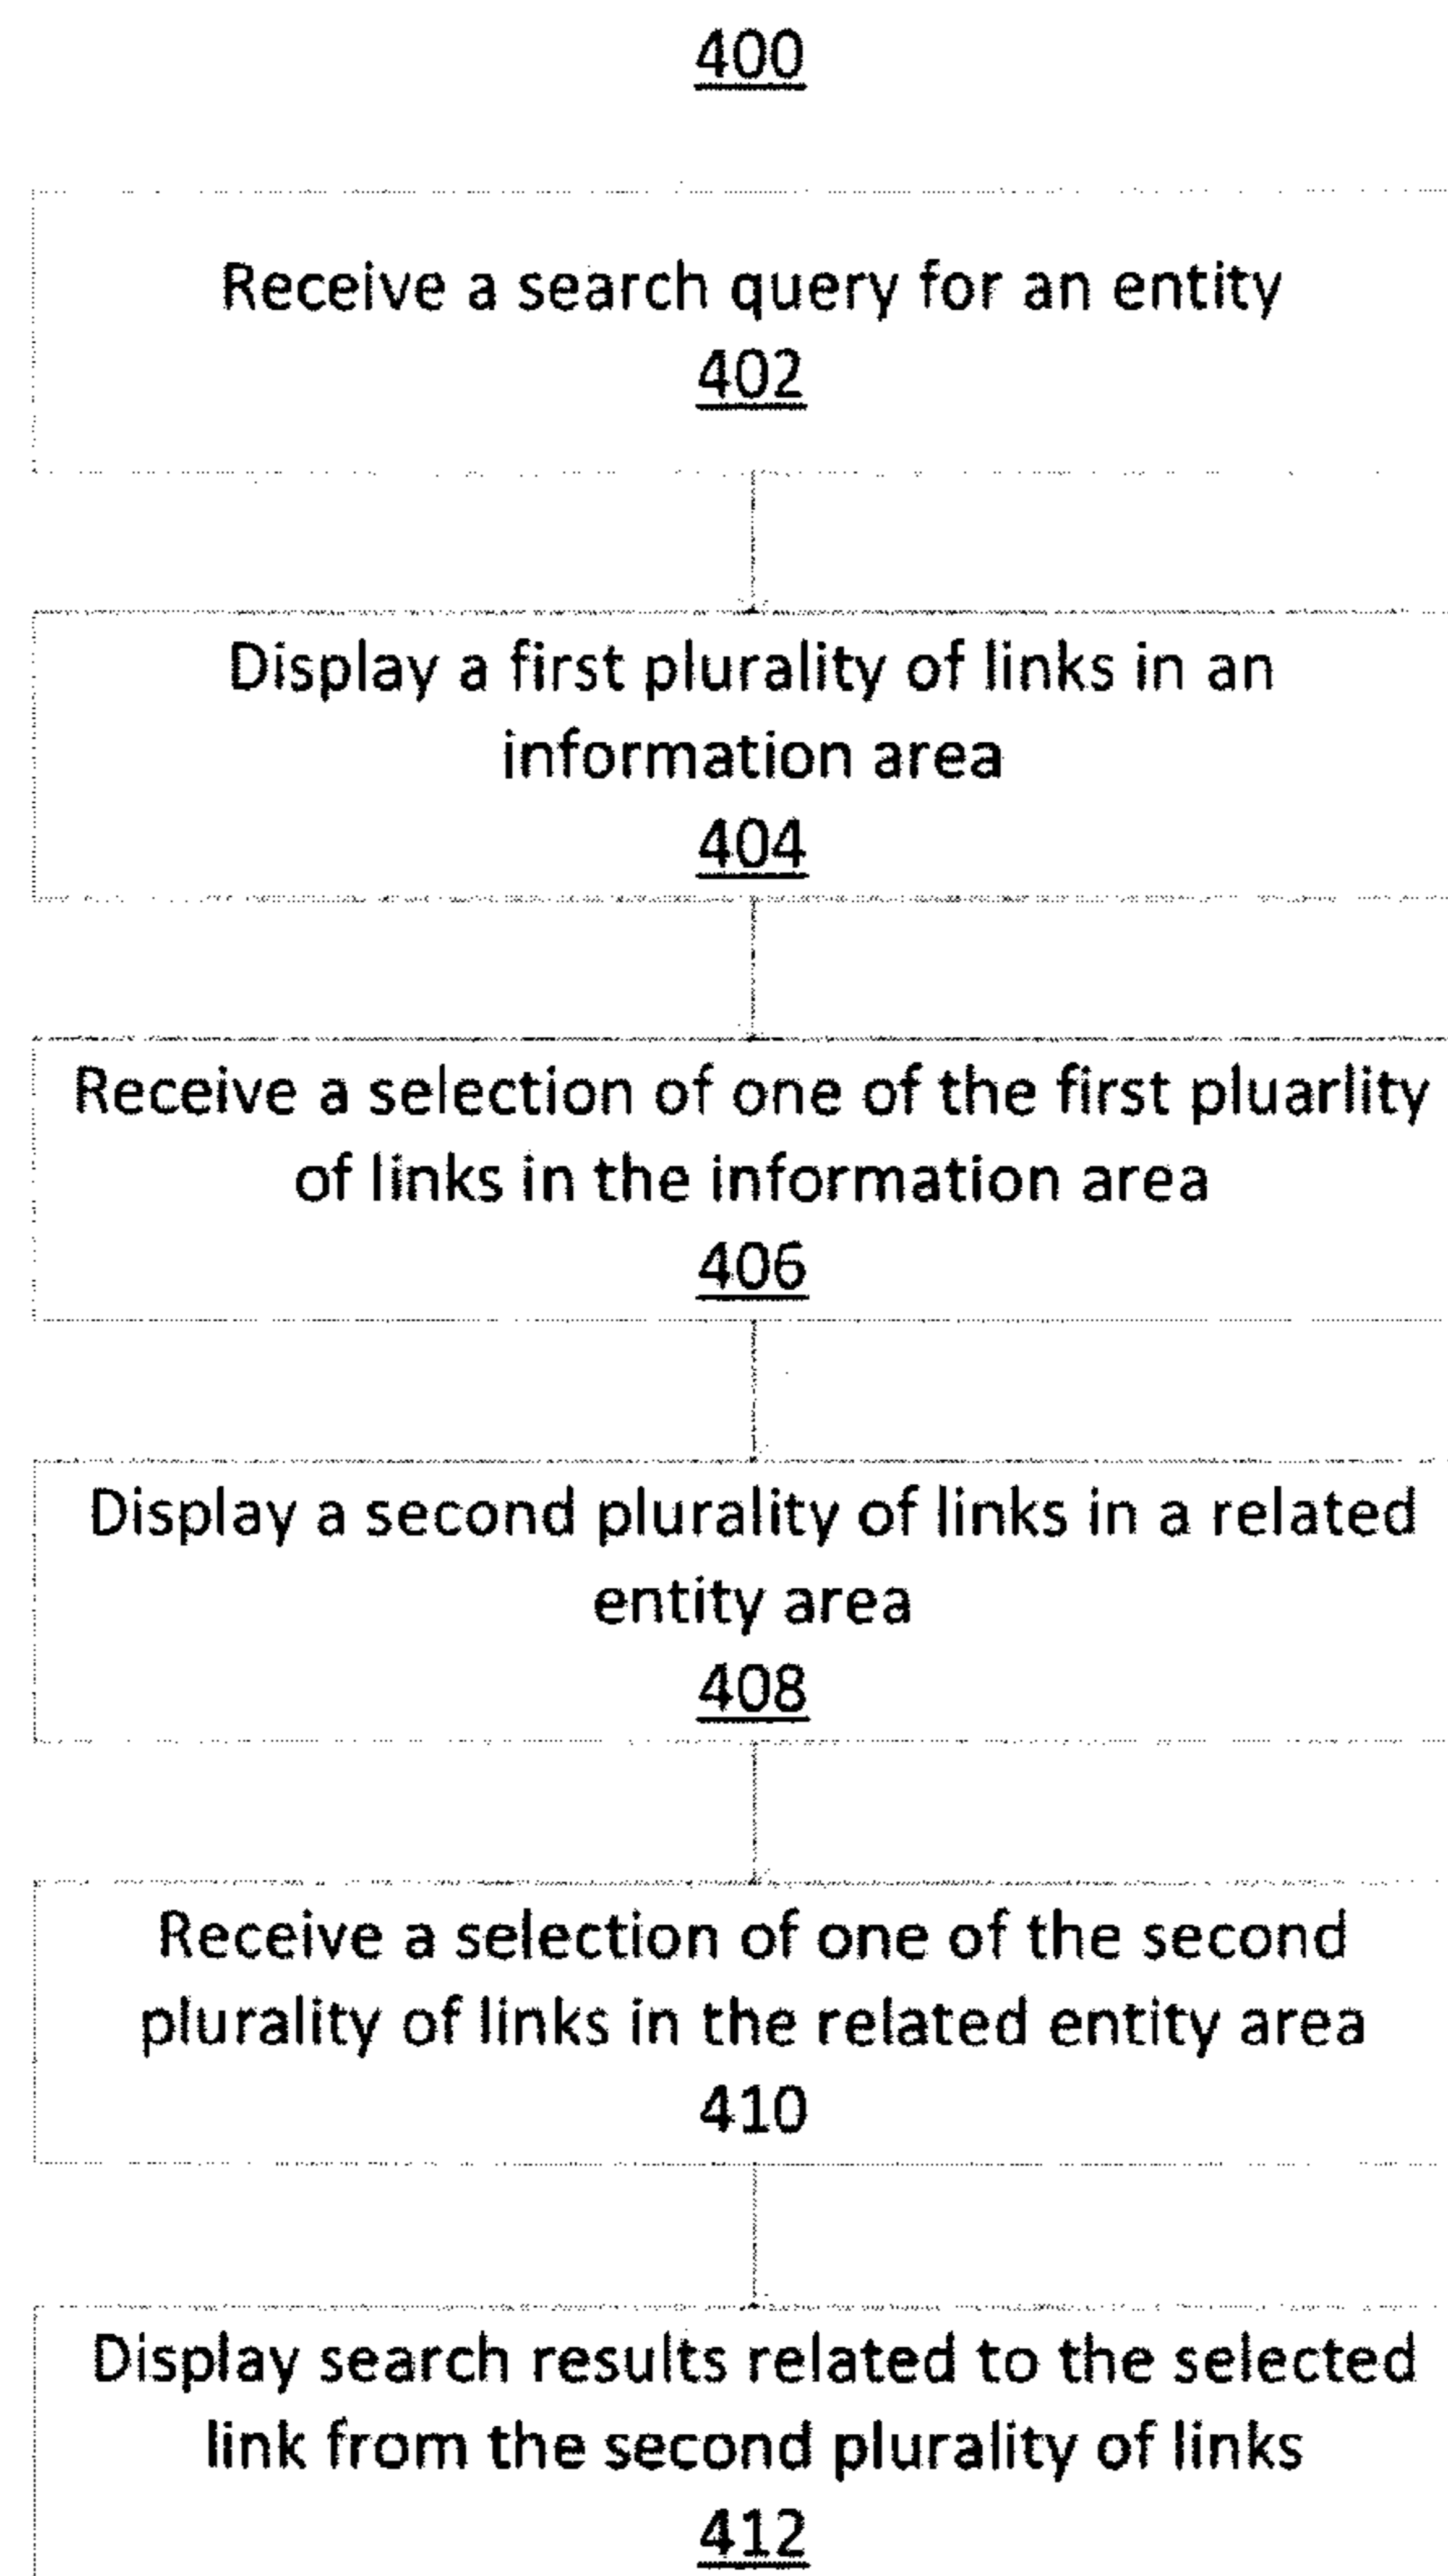 400
Receive a search query for an entity
402
Display a first plurality of links in an
information area
404
Receive a selection of one of the first pluarlity
of links in the information area
406
Display a second plurality of links in a related
entity area
408
Receive a selection of one of the second
plurality of links in the related entity area
410
Display search results related to the selected
link from the second plurality of links
412